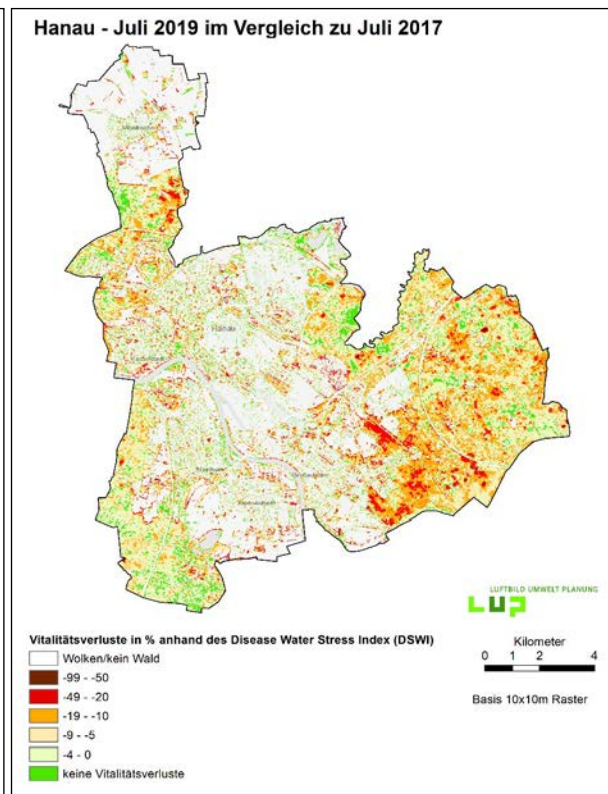 Hanau - Juli 2019 im Vergleich zu Juli 2017
Hanau
LUFTBILD UMWELT PLANUNG
LUP
Vitalitätsverluste in % anhand des Disease Water Stress Index (DSWI)
Wolken/kein Wald
-99 - -50
-49 - -20
-19 - -10
-9 - -5
-4 - 0
keine Vitalitätsverluste
Kilometer
0 1 2 4
Basis 10x10m Raster